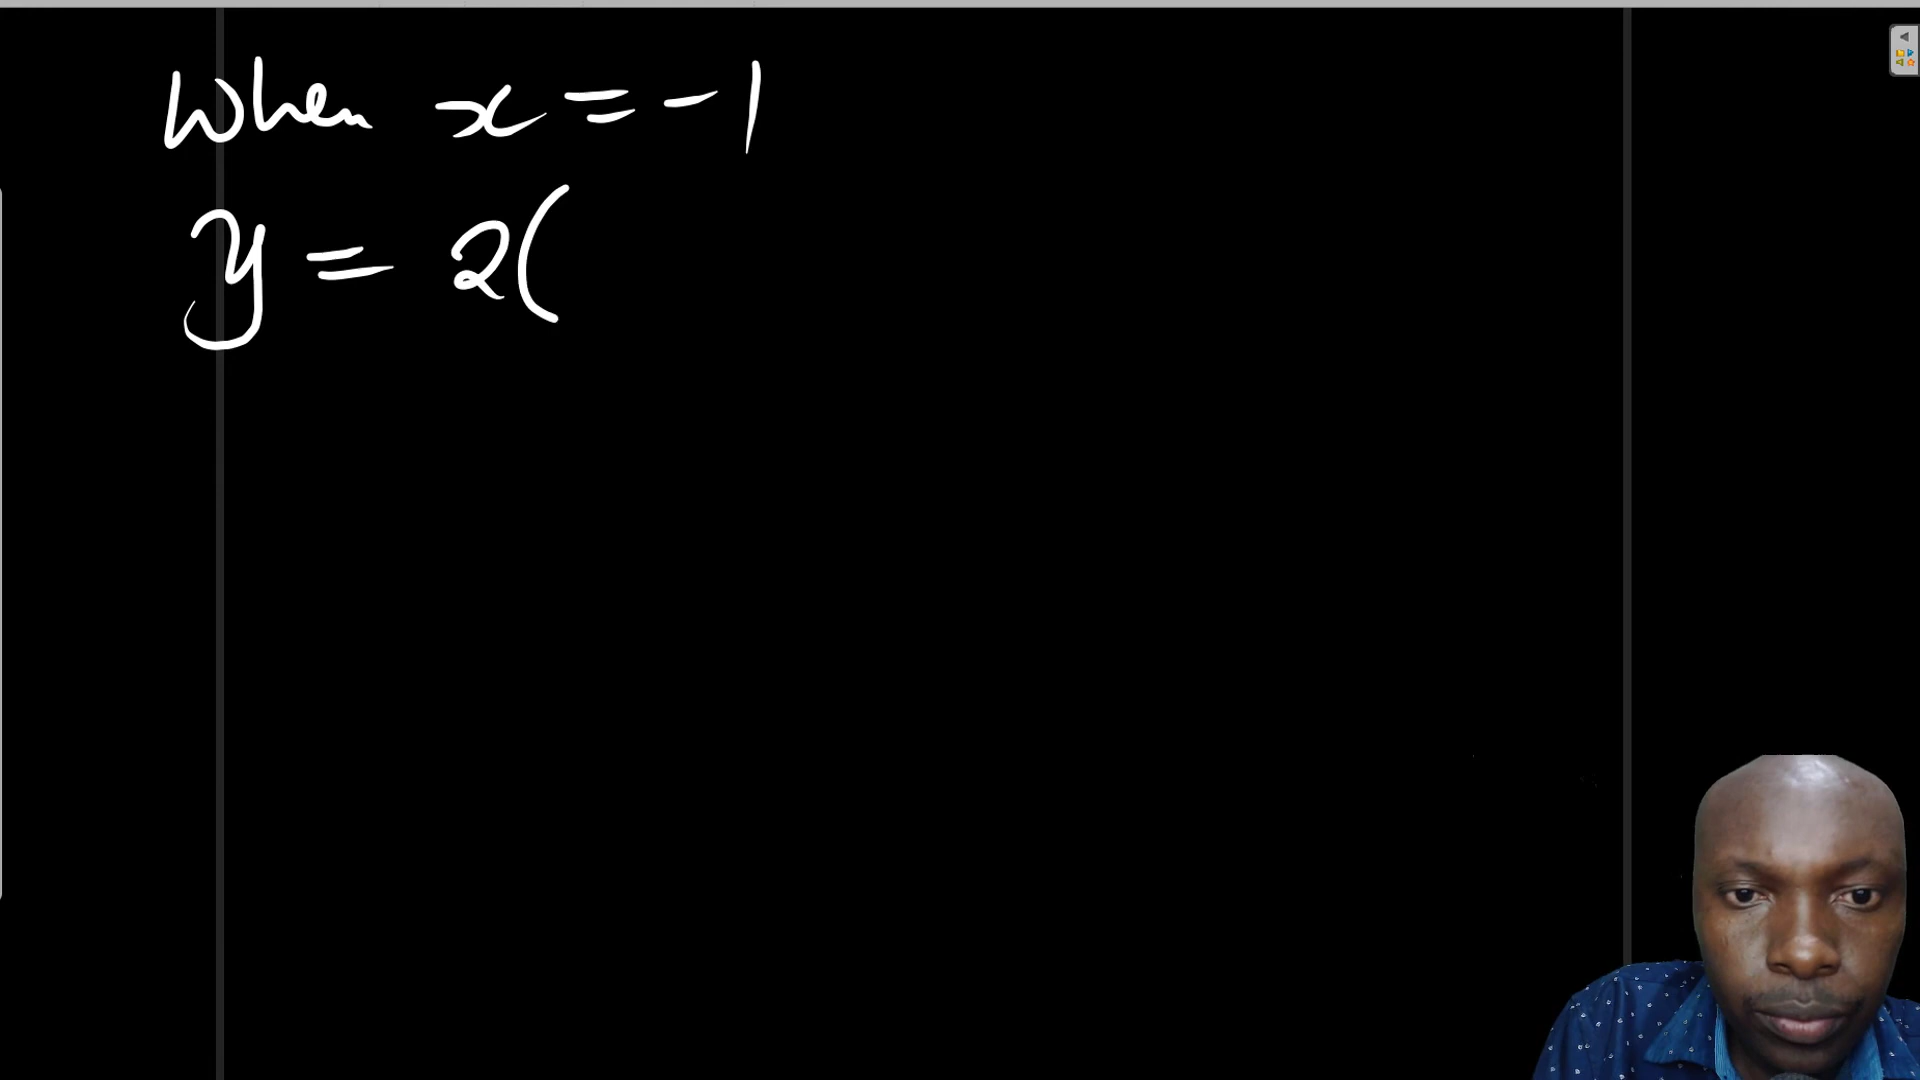 When x = -1
y = 2(